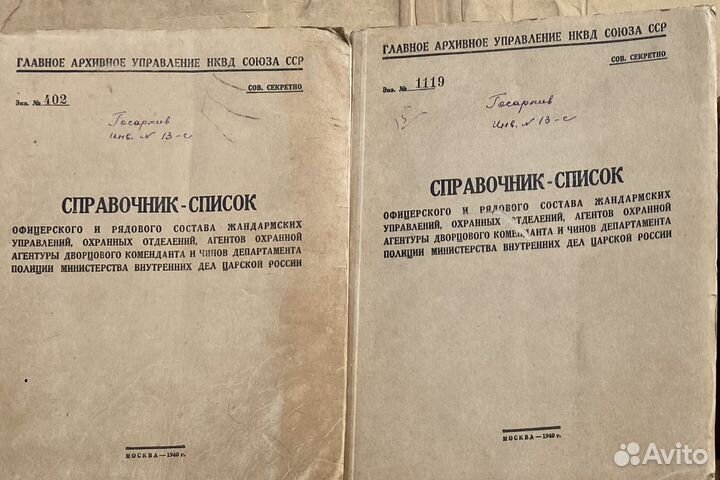 ГЛАВНОЕ АРХИВНОЕ УПРАВЛЕНИЕ НКВД СОЮЗА ССР
СОВ. СЕКРЕТНО
Экз. № 402
Госархив
инв. № 13-с
СПРАВОЧНИК-СПИСОК
ОФИЦЕРСКОГО И РЯДОВОГО СОСТАВА ЖАНДАРМСКИХ
УПРАВЛЕНИЙ, ОХРАННЫХ ОТДЕЛЕНИЙ, АГЕНТОВ ОХРАННОЙ
АГЕНТУРЫ ДВОРЦОВОГО КОМЕНДАНТА И ЧИНОВ ДЕПАРТАМЕНТА
ПОЛИЦИИ МИНИСТЕРСТВА ВНУТРЕННИХ ДЕЛ ЦАРСКОЙ РОССИИ
МОСКВА—1940 г.
ГЛАВНОЕ АРХИВНОЕ УПРАВЛЕНИЕ НКВД СОЮЗА ССР
СОВ. СЕКРЕТНО
Экз. № 1119
Госархив
инв. № 13-с
СПРАВОЧНИК-СПИСОК
ОФИЦЕРСКОГО И РЯДОВОГО СОСТАВА ЖАНДАРМСКИХ
УПРАВЛЕНИЙ, ОХРАННЫХ ОТДЕЛЕНИЙ, АГЕНТОВ ОХРАННОЙ
АГЕНТУРЫ ДВОРЦОВОГО КОМЕНДАНТА И ЧИНОВ ДЕПАРТАМЕНТА
ПОЛИЦИИ МИНИСТЕРСТВА ВНУТРЕННИХ ДЕЛ ЦАРСКОЙ РОССИИ
МОСКВА—1940 г.
Avito